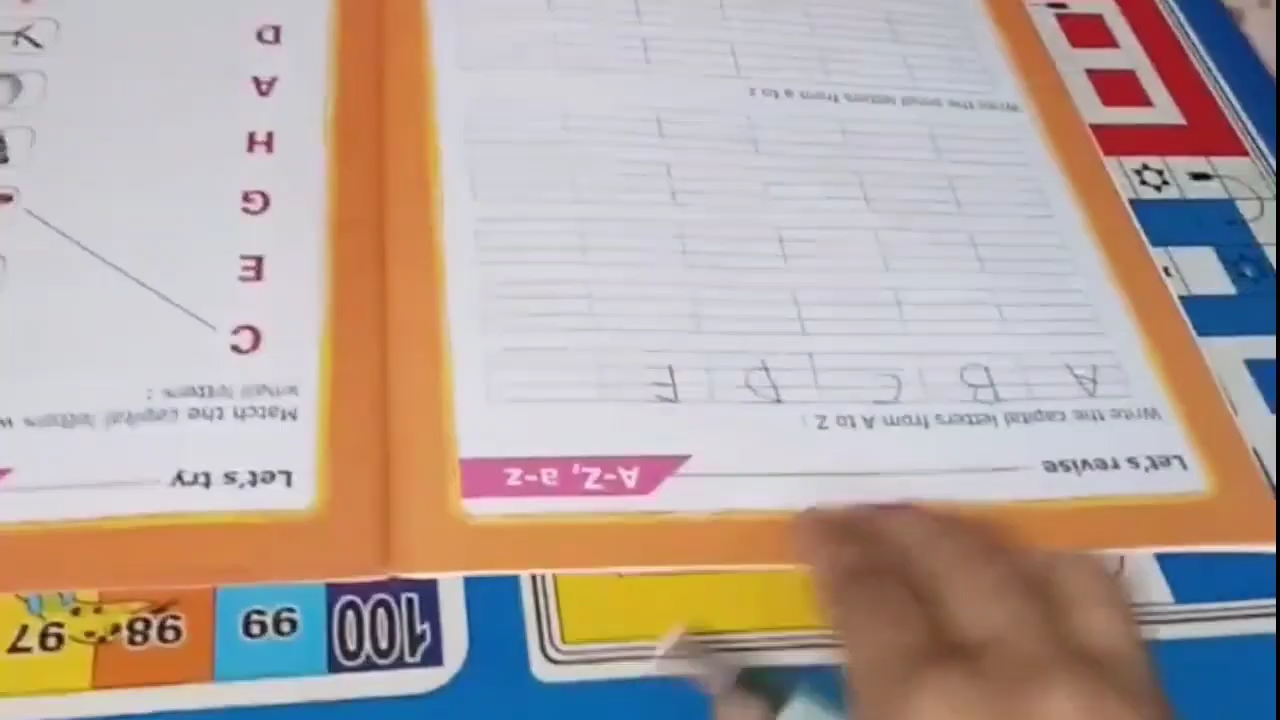 Let's revise
A-Z, a-z
Write the capital letters from A to Z :
A B C D E
Write the small letters from a to z
Let's try
Match the capital letters
small letters :
C
E
G
H
A
D
100 99 98 97